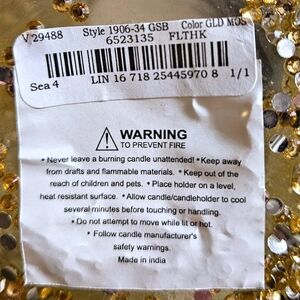 V 29488 Style 1906-34 GSB Color GLD MOS
6523135 FLTHK
Sea 4 LIN 16 718 25445970 8 1/1
WARNING
TO PREVENT FIRE
• Never leave a burning candle unattended! • Keep away
from drafts and flammable materials. • Keep out of the
reach of children and pets. • Place holder on a level,
heat resistant surface. • Allow candle/candleholder to cool
several minutes before touching or handling.
• Do not attempt to move while lit or hot.
• Follow candle manufacturer's
safety warnings.
Made in india